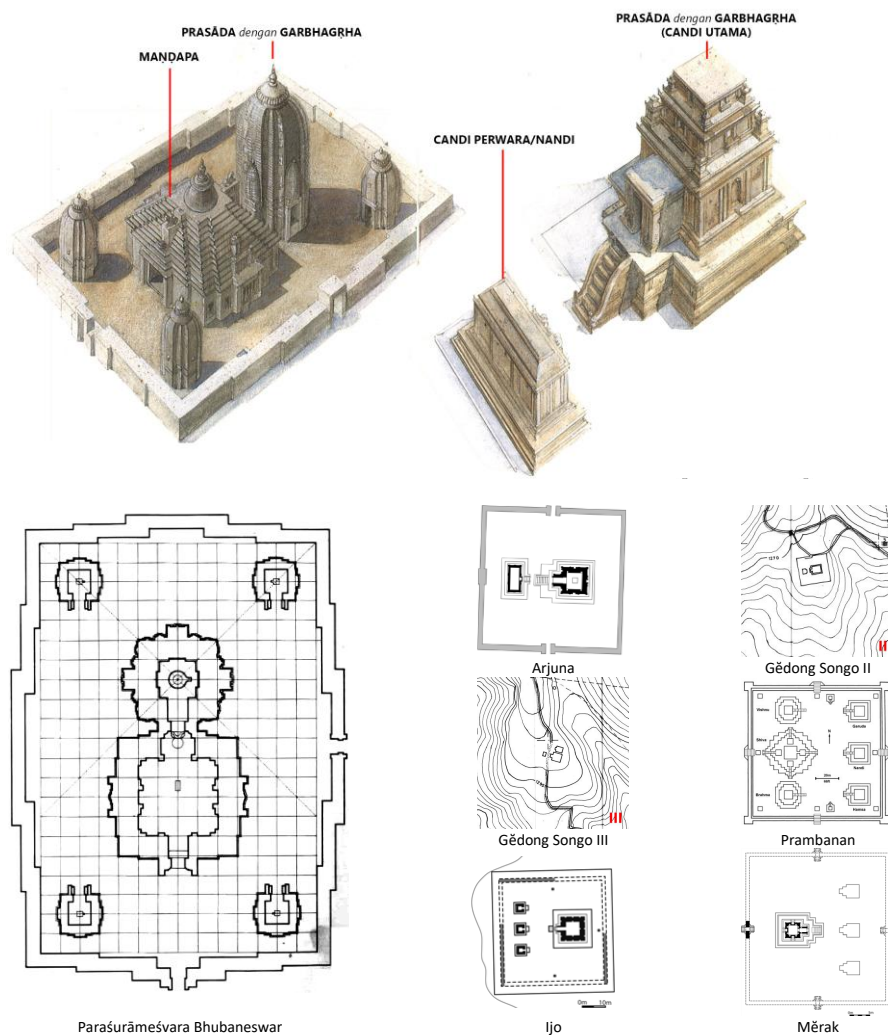 PRASĀDA dengan GARBHAGṚHA
MAṆḌAPA
PRASĀDA dengan GARBHAGṚHA
(CANDI UTAMA)
CANDI PERWARA/NANDI
Arjuna
Gĕdong Songo II
III
Gĕdong Songo III
Vishnu
Shiva
Brahma
Garuda
Nandi
Hamsa
N
Prambanan
0m 10m
Paraśurāmeśvara Bhubaneswar
Ijo
Mĕrak